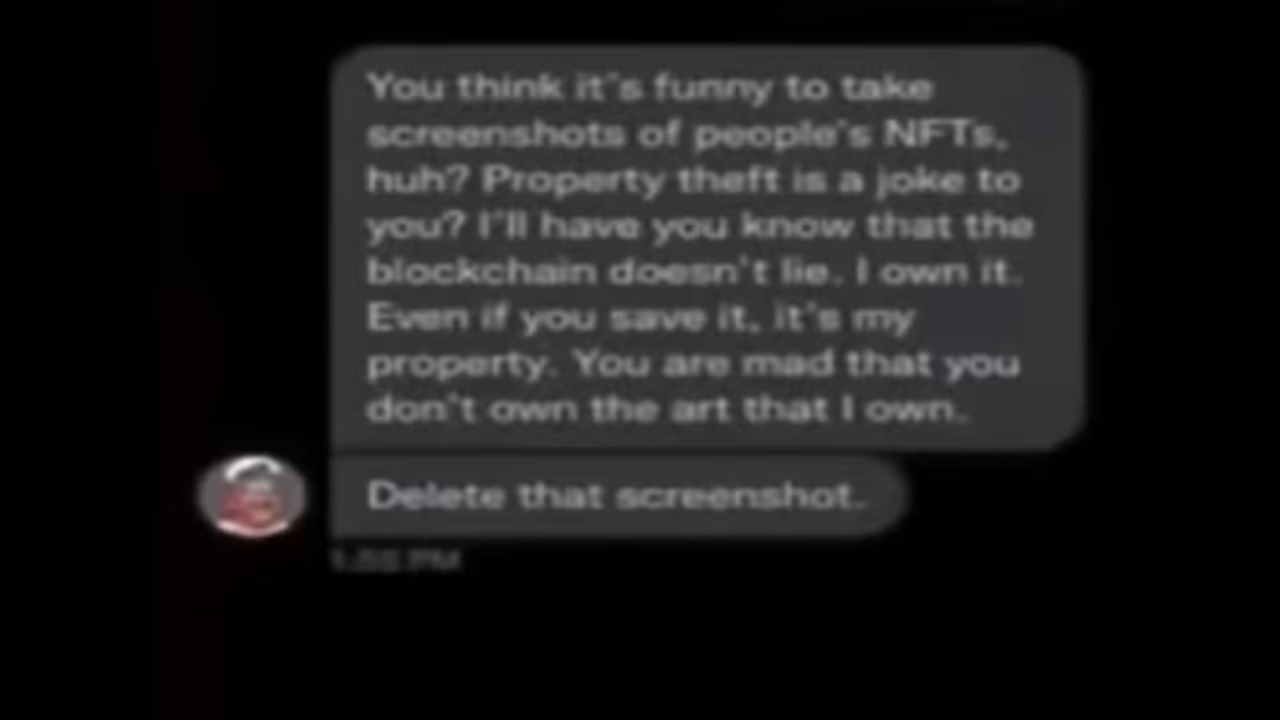 You think it's funny to take
screenshots of people's NFTs,
huh? Property theft is a joke to
you? I'll have you know that the
blockchain doesn't lie. I own it.
Even if you save it, it's my
property. You are mad that you
don't own the art that I own.
Delete that screenshot.
PM